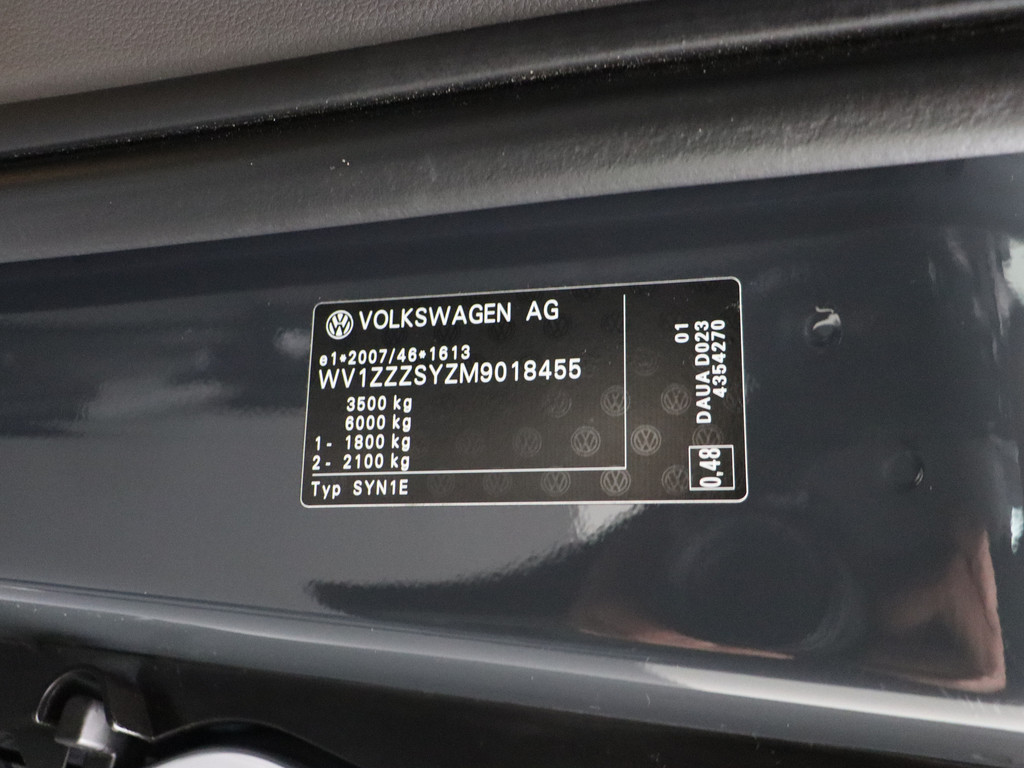 VOLKSWAGEN AG
e1*2007/46*1613
WV1ZZZSYZM9018455
3500 kg
6000 kg
1- 1800 kg
2- 2100 kg
Typ SYN1E
01
DAUA D023
4354270
0,48